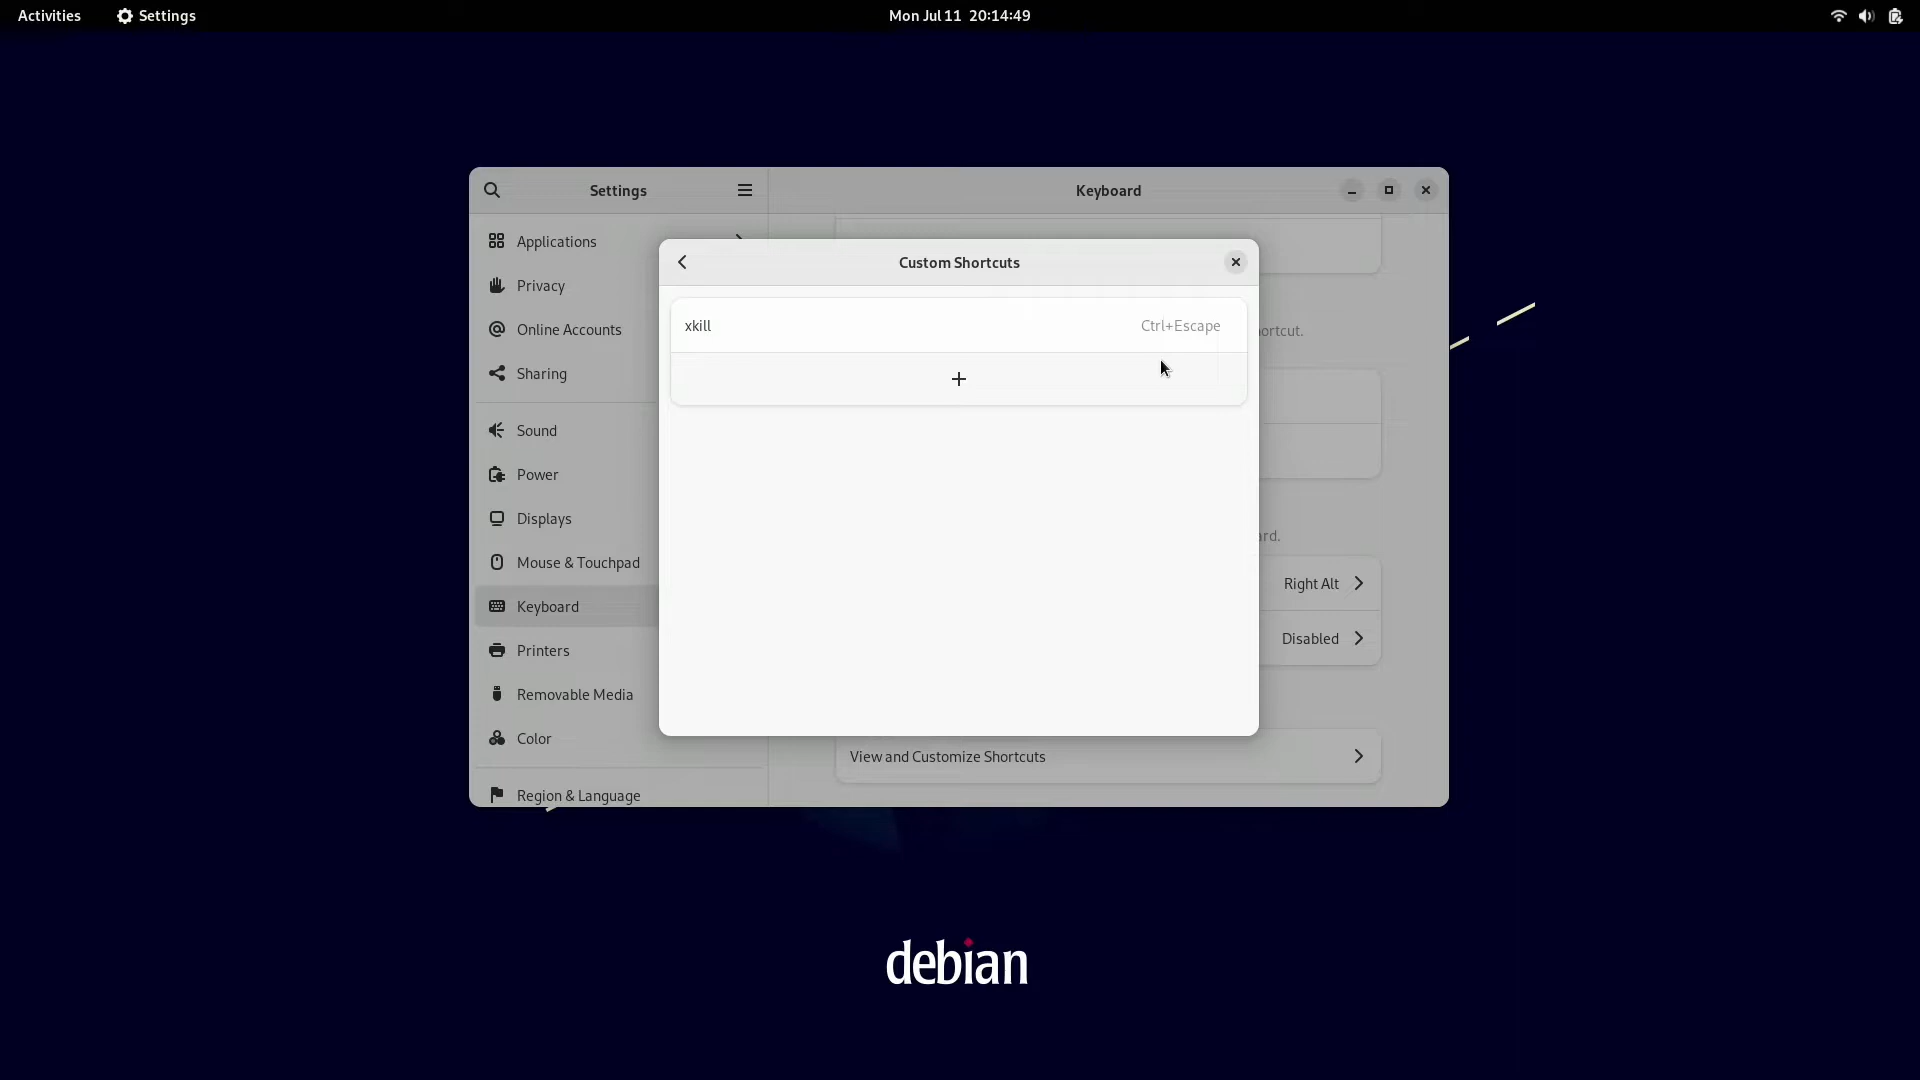 Activities
Settings
Mon Jul 11 20:14:49
Settings
Keyboard
Applications
Privacy
Online Accounts
Sharing
Sound
Power
Displays
Mouse & Touchpad
Keyboard
Printers
Removable Media
Color
Region & Language
Custom Shortcuts
xkill
Ctrl+Escape
ortcut.
ard.
Right Alt
Disabled
View and Customize Shortcuts
debian